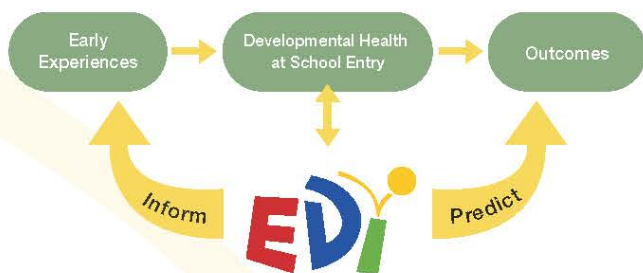 Early
Experiences
Developmental Health
at School Entry
Outcomes
Inform
EDI
Predict